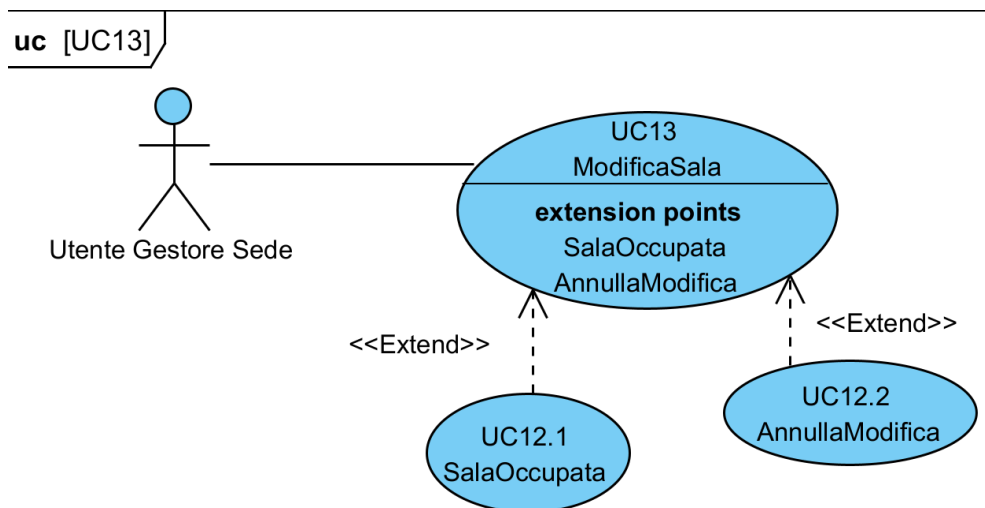 uc [UC13]
UC13
ModificaSala
extension points
SalaOccupata
AnnullaModifica
Utente Gestore Sede
<<Extend>>
<<Extend>>
UC12.1
SalaOccupata
UC12.2
AnnullaModifica